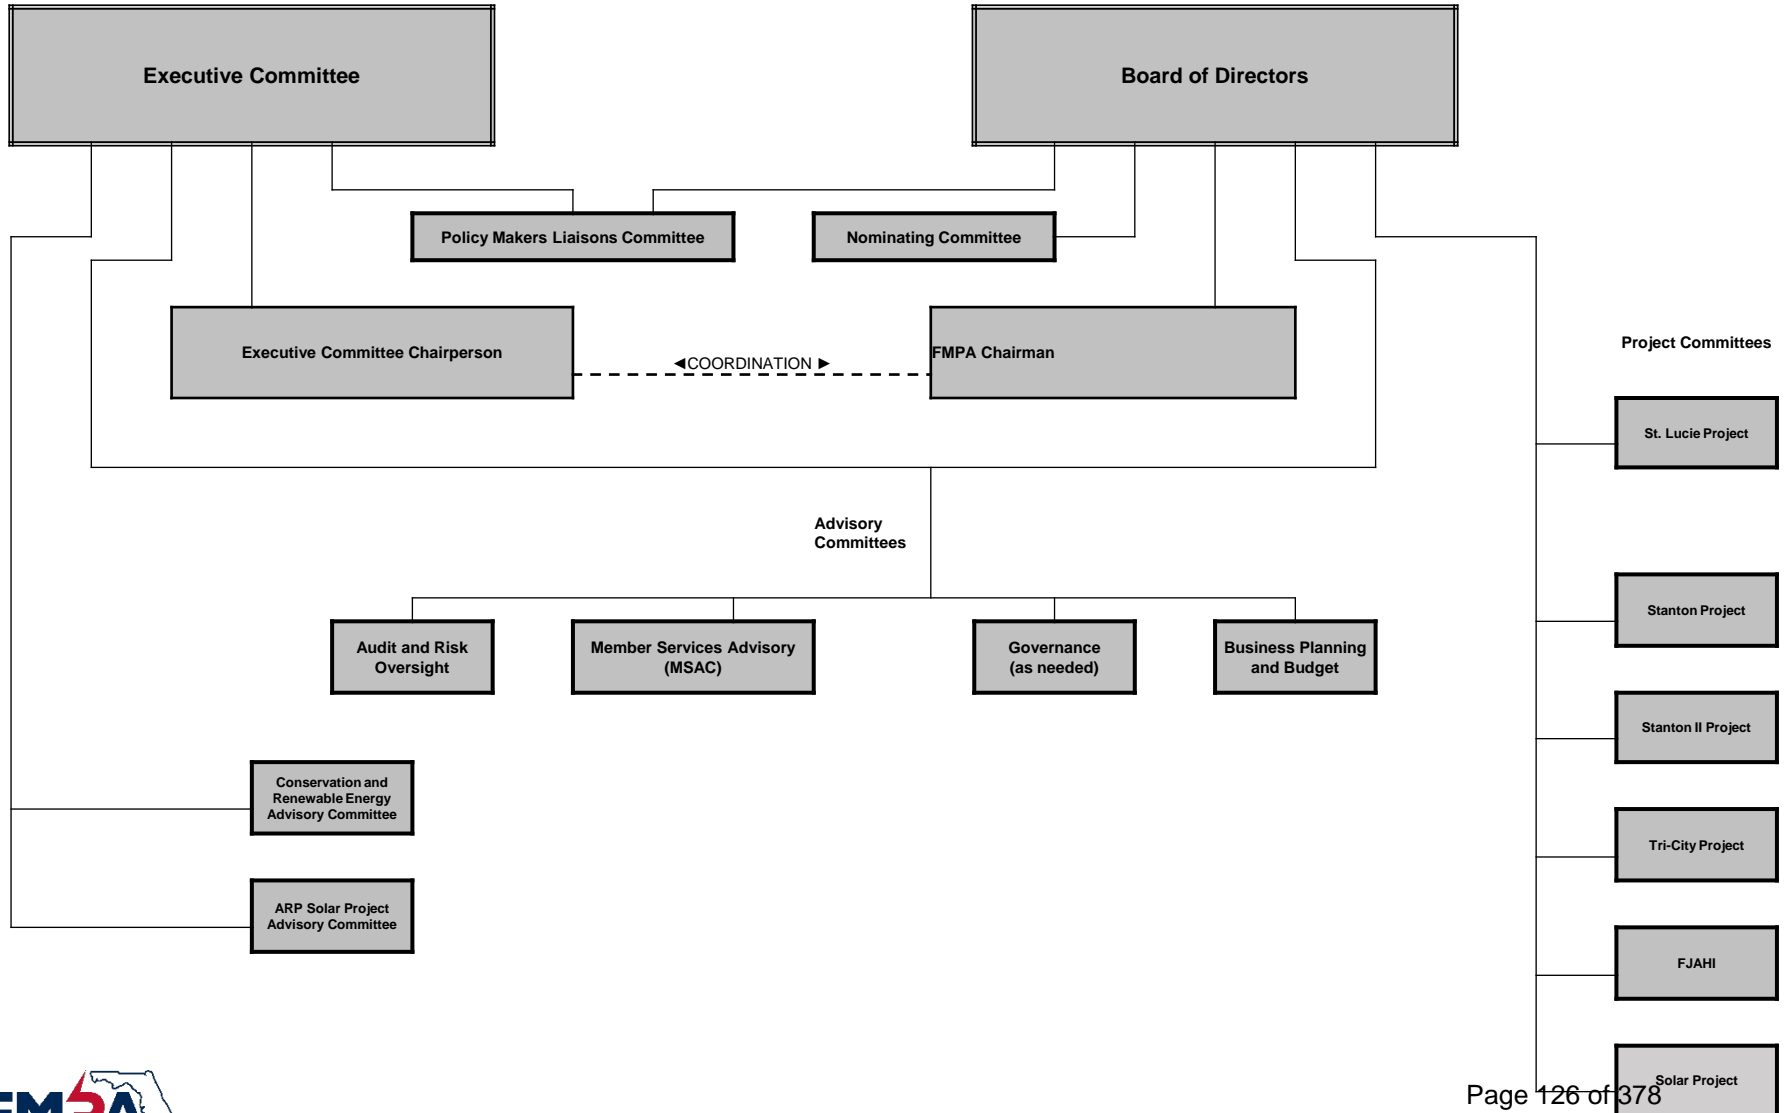 Executive Committee
Board of Directors
Policy Makers Liaisons Committee
Nominating Committee
Executive Committee Chairperson
◄COORDINATION ►
FMPA Chairman
Project Committees
St. Lucie Project
Advisory
Committees
Stanton Project
Audit and Risk
Oversight
Member Services Advisory
(MSAC)
Governance
(as needed)
Business Planning
and Budget
Stanton II Project
Conservation and
Renewable Energy
Advisory Committee
Tri-City Project
ARP Solar Project
Advisory Committee
FJAHI
Solar Project
Page 126 of 378
FMPA